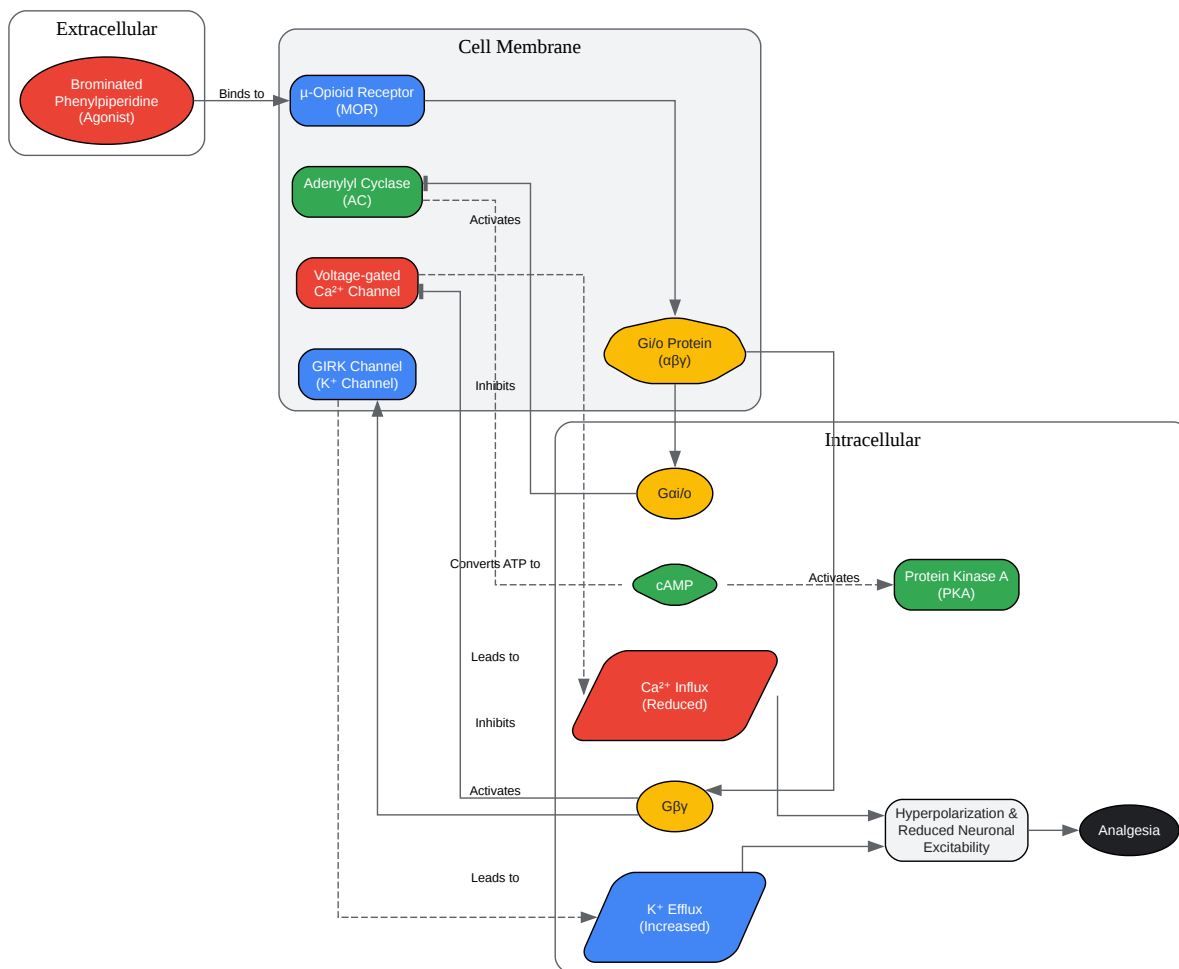 Extracellular
Cell Membrane
Brominated
Phenylpiperidine
(Agonist)
Binds to
µ-Opioid Receptor
(MOR)
Adenylyl Cyclase
(AC)
Activates
Voltage-gated
Ca²⁺ Channel
Gi/o Protein
(αβγ)
GIRK Channel
(K⁺ Channel)
Inhibits
Intracellular
Gαi/o
Converts ATP to
cAMP
Activates
Protein Kinase A
(PKA)
Leads to
Ca²⁺ Influx
(Reduced)
Inhibits
Activates
Gβγ
Hyperpolarization &
Reduced Neuronal
Excitability
Analgesia
Leads to
K⁺ Efflux
(Increased)